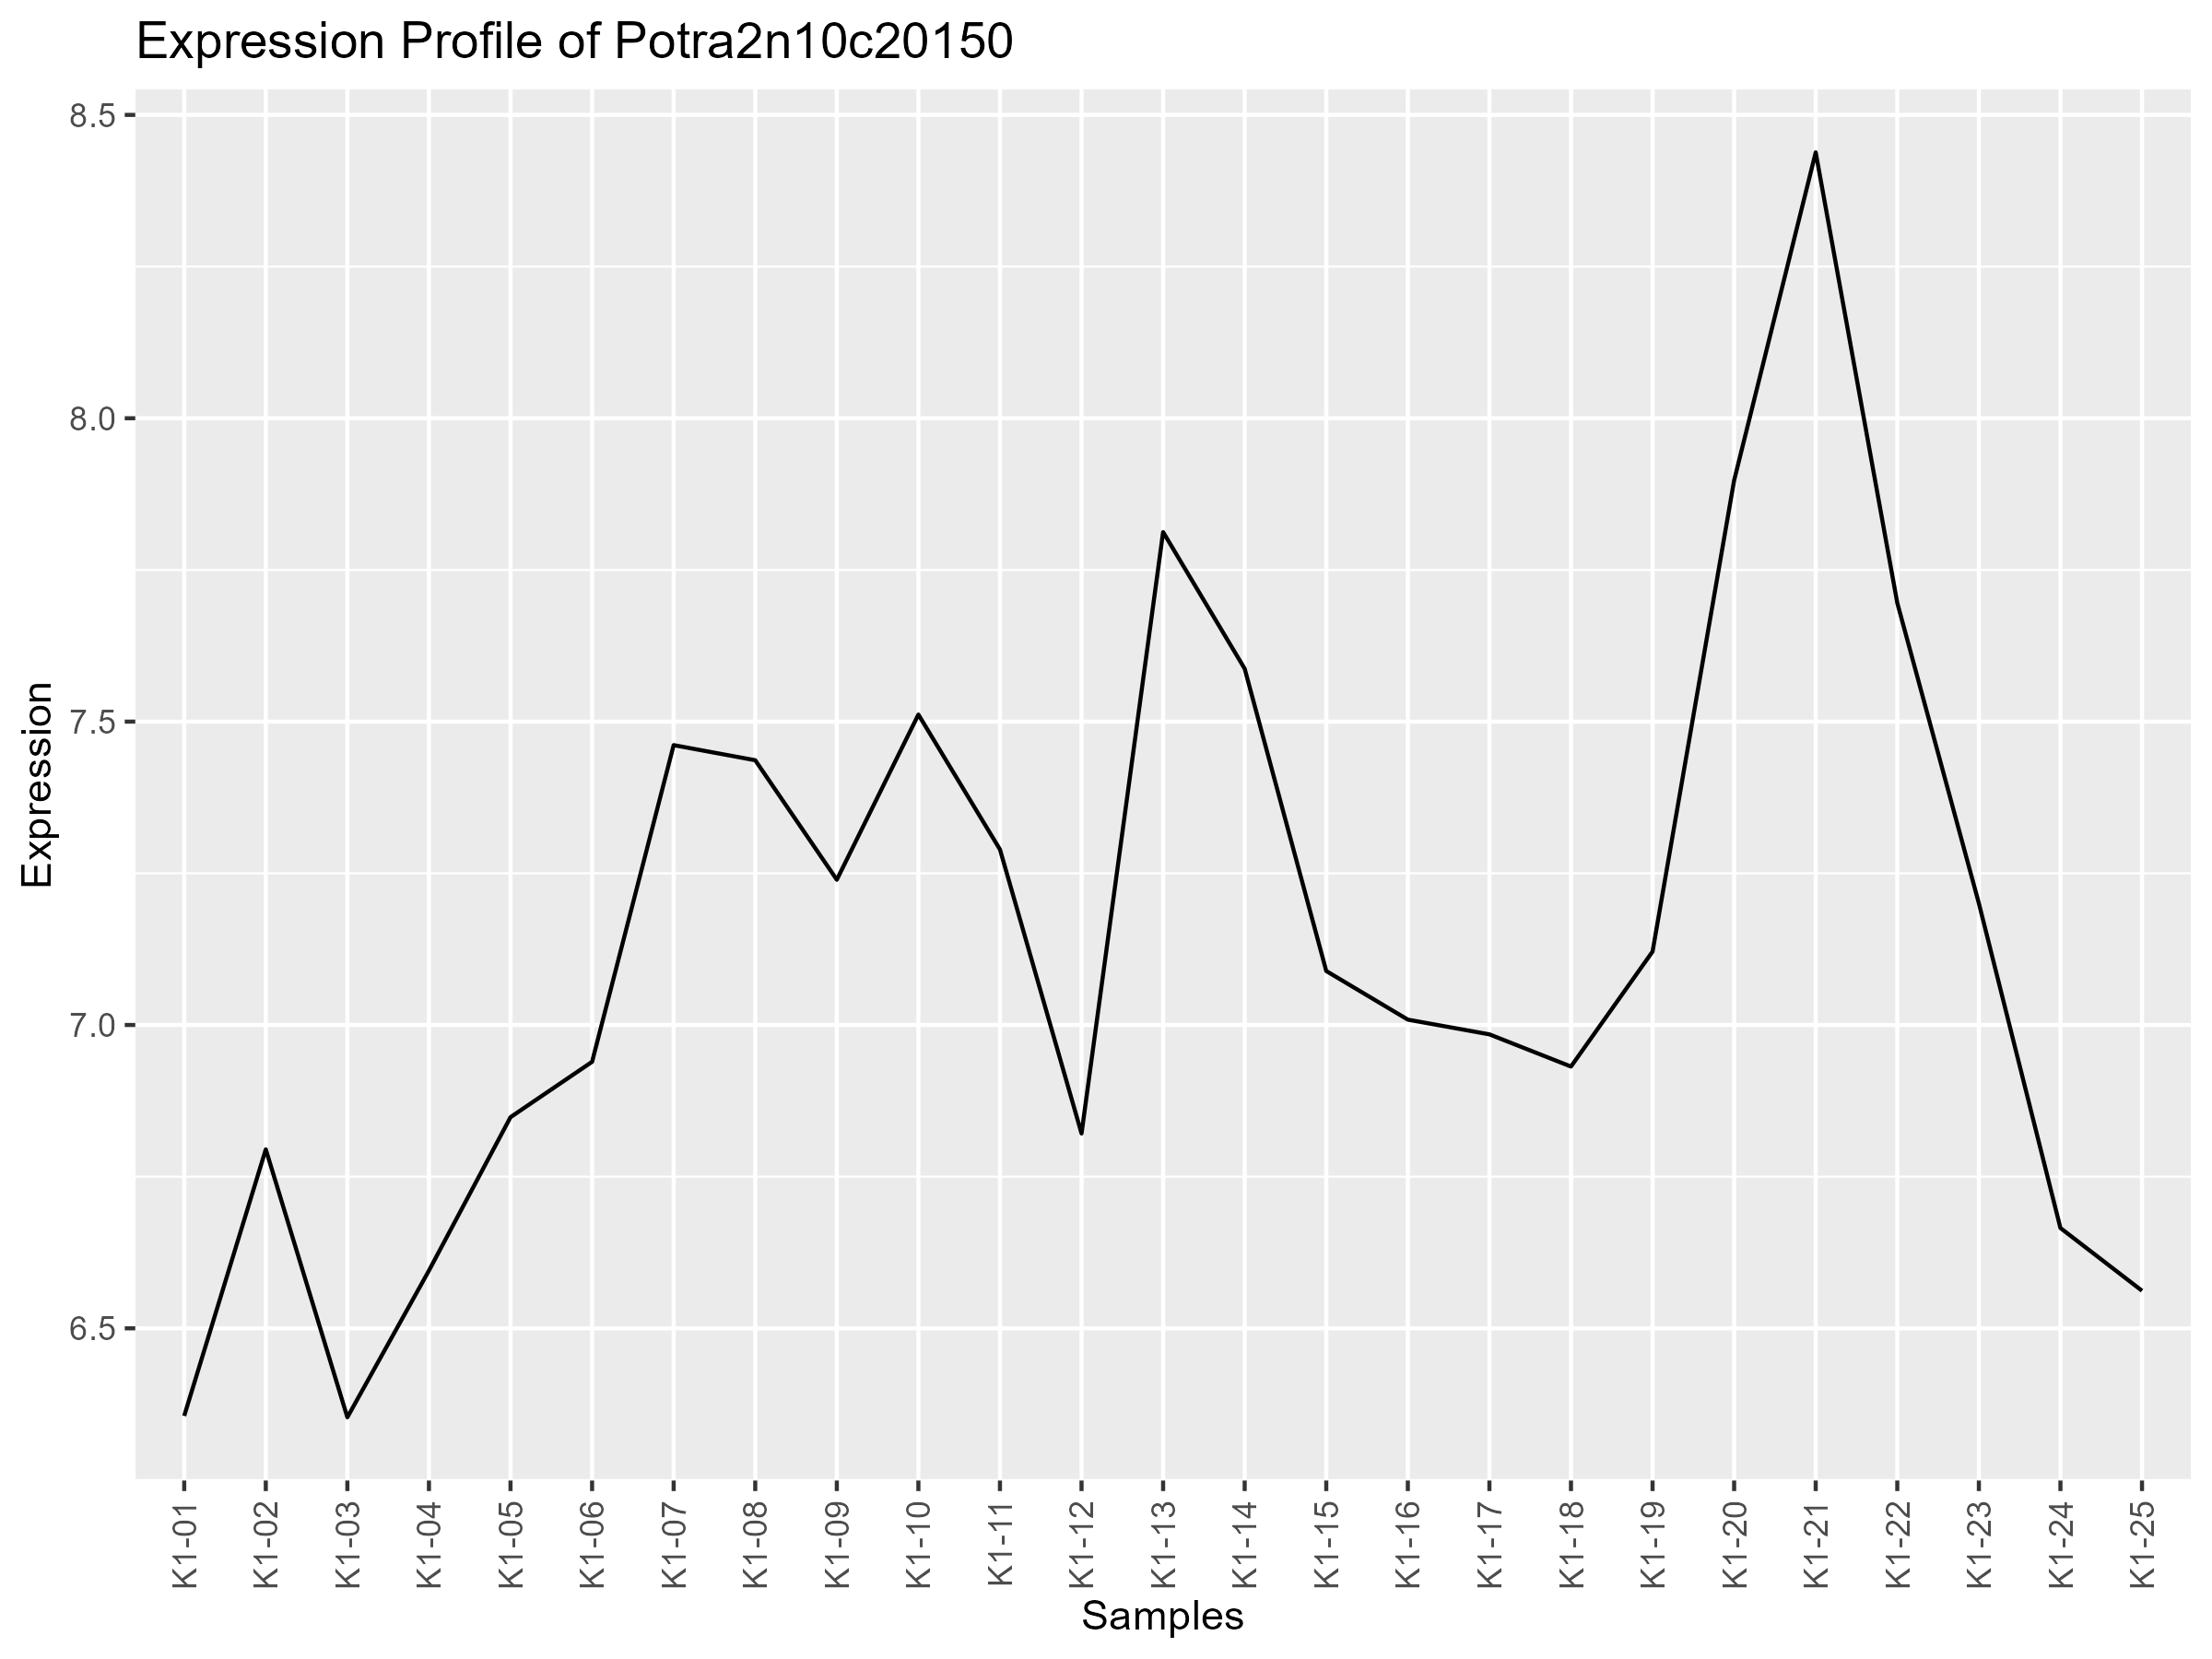 Expression Profile of Potra2n10c20150
Expression
8.5
8.0
7.5
7.0
6.5
K1-01
K1-02
K1-03
K1-04
K1-05
K1-06
K1-07
K1-08
K1-09
K1-10
K1-11
K1-12
K1-13
K1-14
K1-15
K1-16
K1-17
K1-18
K1-19
K1-20
K1-21
K1-22
K1-23
K1-24
K1-25
Samples